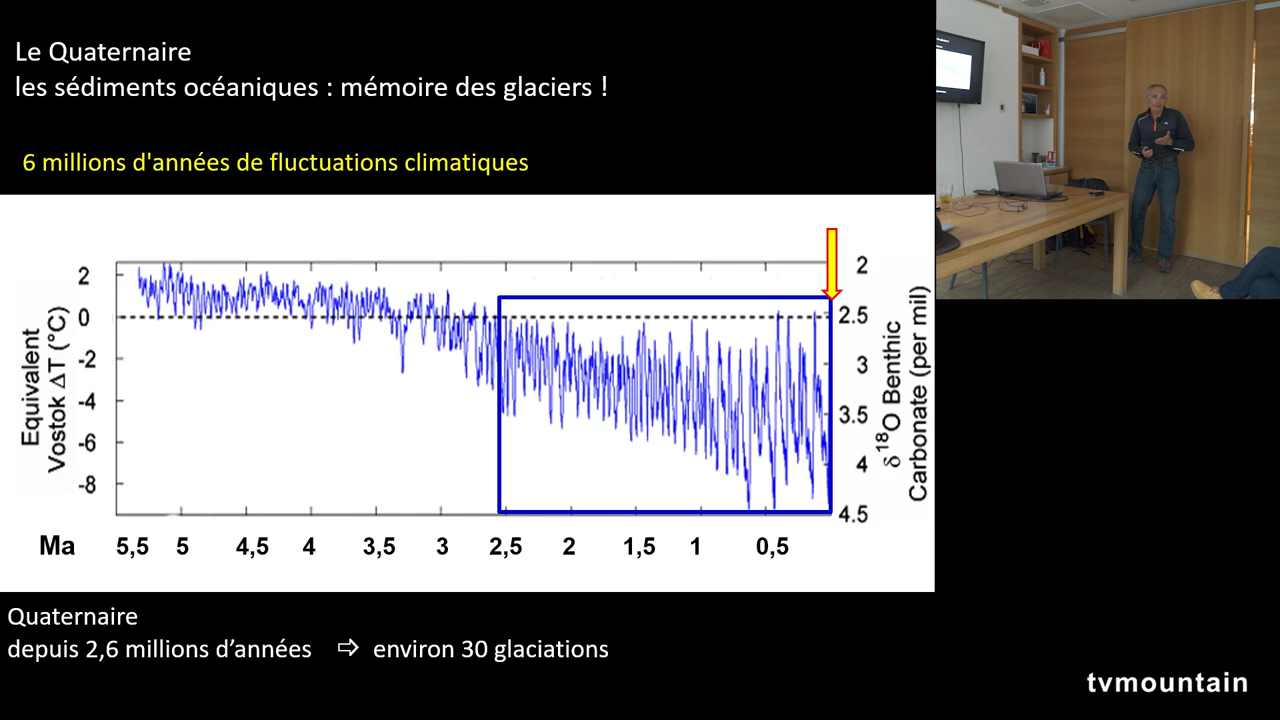 Le Quaternaire
les sédiments océaniques : mémoire des glaciers !
6 millions d'années de fluctuations climatiques
Equivalent
Vostok ΔT (°C)
2
0
-2
-4
-6
-8
2
2.5
3
3.5
4
4.5
δ 18O Benthic
Carbonate (per mil)
Ma 5,5 5 4,5 4 3,5 3 2,5 2 1,5 1 0,5
Quaternaire
depuis 2,6 millions d’années ⇨ environ 30 glaciations
tvmountain